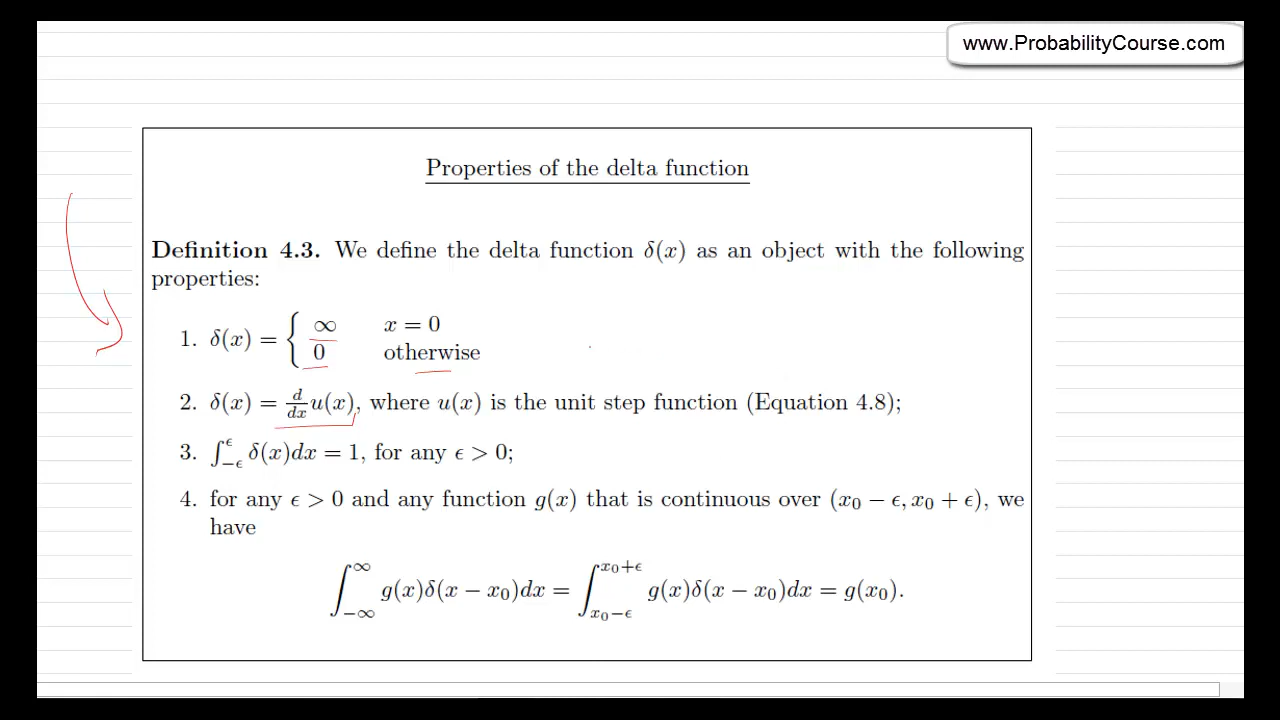 www.ProbabilityCourse.com
Properties of the delta function
Definition 4.3. We define the delta function δ(x) as an object with the following
properties:
1. δ(x) = { ∞ x = 0
0 otherwise
2. δ(x) = d/dx u(x), where u(x) is the unit step function (Equation 4.8);
3. ∫_{−ϵ}^{ϵ} δ(x)dx = 1, for any ϵ > 0;
4. for any ϵ > 0 and any function g(x) that is continuous over (x₀ − ϵ, x₀ + ϵ), we
have
∫_{−∞}^{∞} g(x)δ(x − x₀)dx = ∫_{x₀−ϵ}^{x₀+ϵ} g(x)δ(x − x₀)dx = g(x₀).